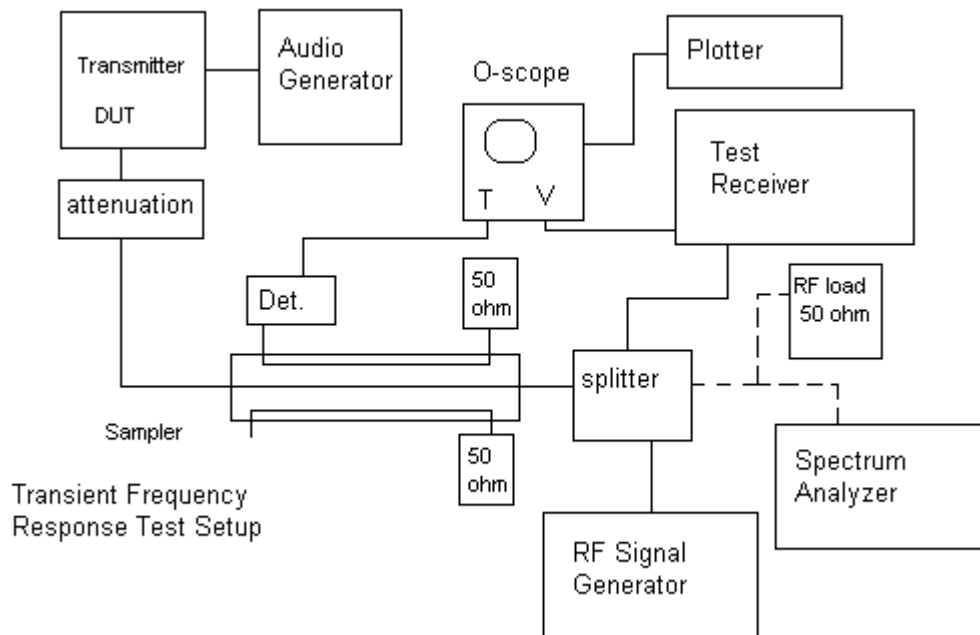 Transmitter
DUT
Audio
Generator
O-scope
Plotter
T V
Test
Receiver
attenuation
Det.
50
ohm
RF load
50 ohm
splitter
Sampler
50
ohm
Spectrum
Analyzer
Transient Frequency
Response Test Setup
RF Signal
Generator